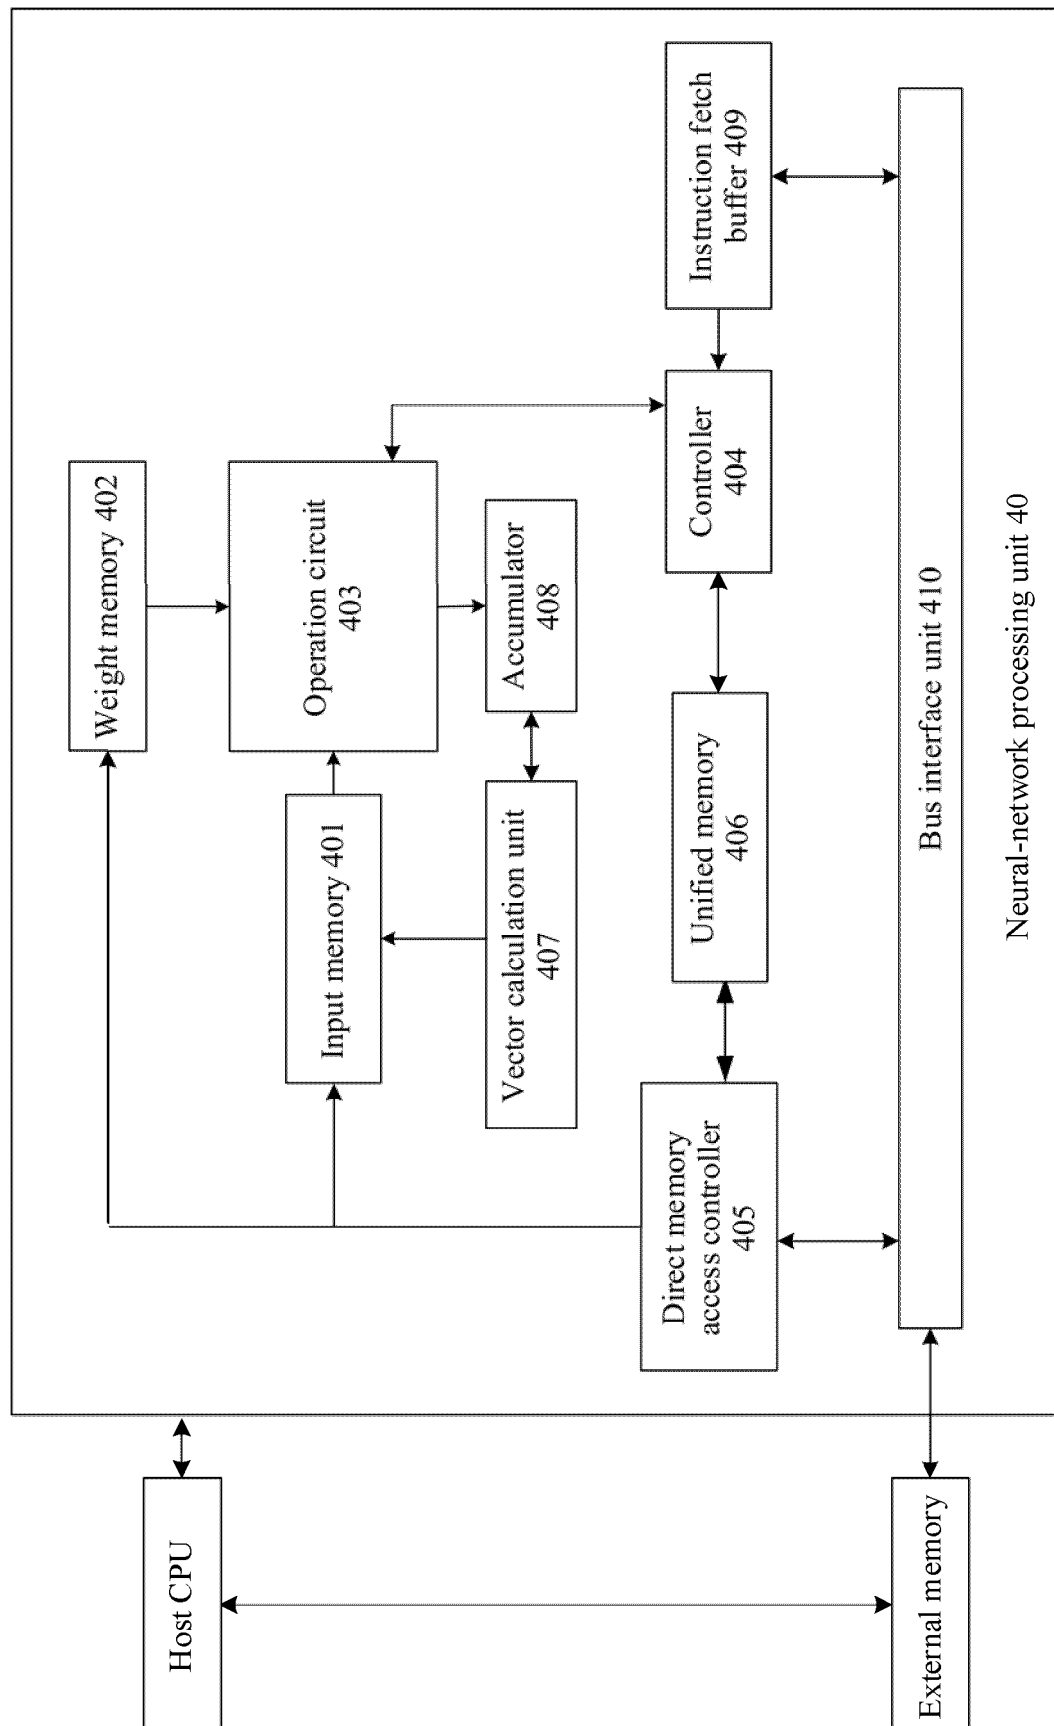 Host CPU
External memory
Weight memory 402
Input memory 401
Operation circuit
403
Vector calculation unit
407
Accumulator
408
Direct memory
access controller
405
Unified memory
406
Controller
404
Instruction fetch
buffer 409
Bus interface unit 410
Neural-network processing unit 40